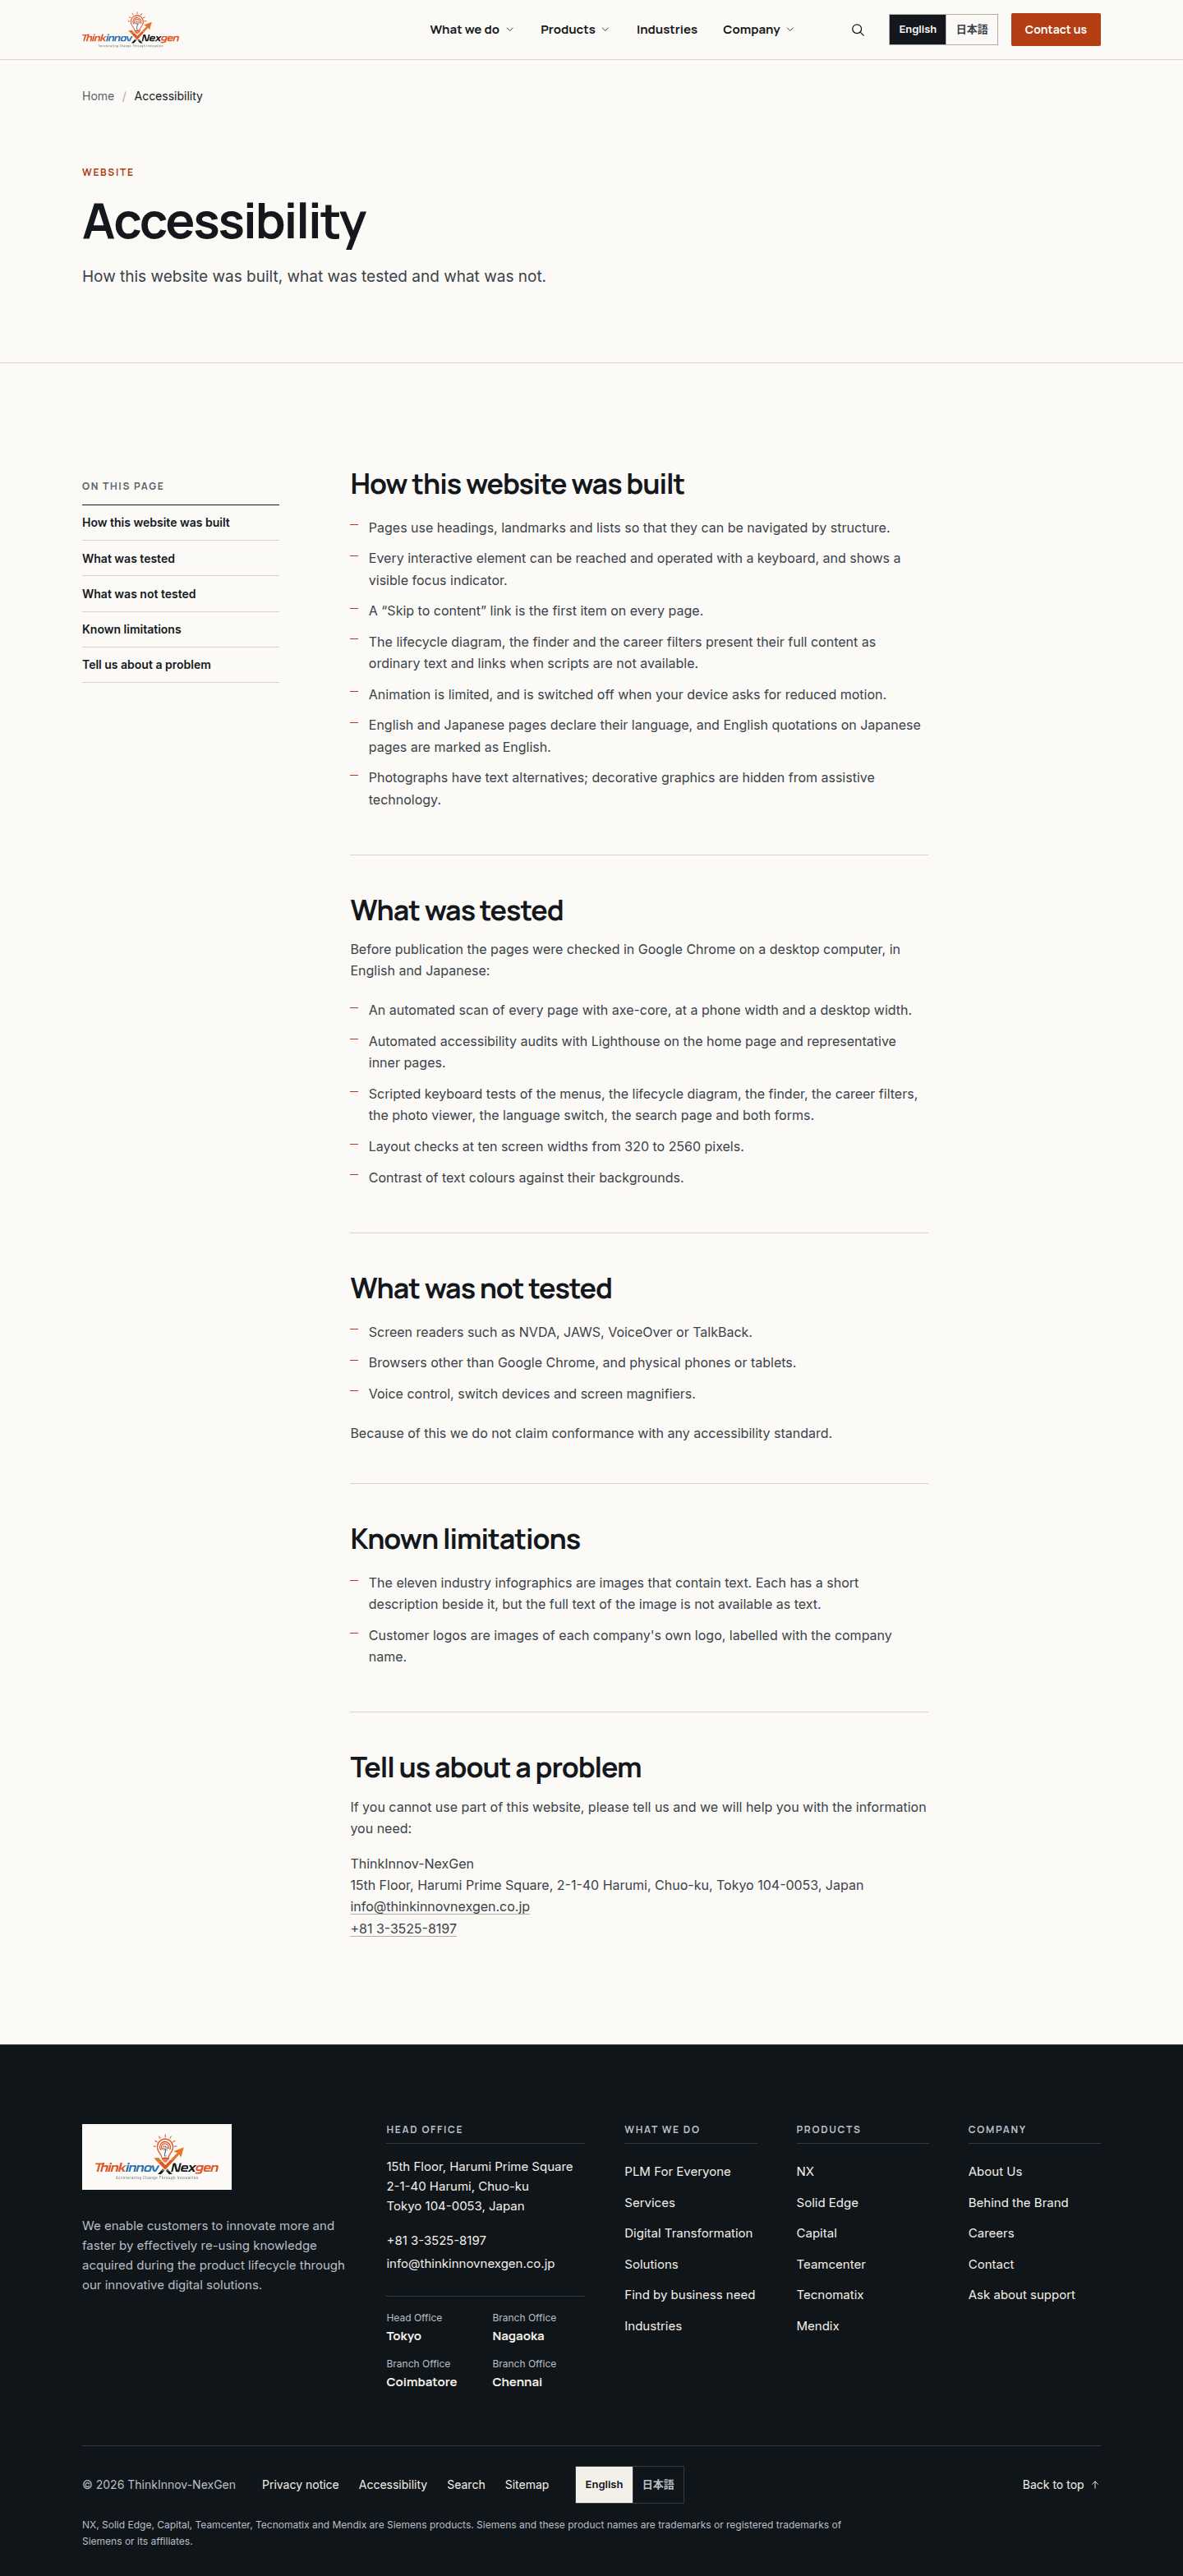 ThinkinnovXNexgen
What we do
Products
Industries
Company
English
日本語
Contact us
Home / Accessibility
WEBSITE
Accessibility
How this website was built, what was tested and what was not.
ON THIS PAGE
How this website was built
What was tested
What was not tested
Known limitations
Tell us about a problem
How this website was built
Pages use headings, landmarks and lists so that they can be navigated by structure.
Every interactive element can be reached and operated with a keyboard, and shows a
visible focus indicator.
A “Skip to content” link is the first item on every page.
The lifecycle diagram, the finder and the career filters present their full content as
ordinary text and links when scripts are not available.
Animation is limited, and is switched off when your device asks for reduced motion.
English and Japanese pages declare their language, and English quotations on Japanese
pages are marked as English.
Photographs have text alternatives; decorative graphics are hidden from assistive
technology.
What was tested
Before publication the pages were checked in Google Chrome on a desktop computer, in
English and Japanese:
An automated scan of every page with axe-core, at a phone width and a desktop width.
Automated accessibility audits with Lighthouse on the home page and representative
inner pages.
Scripted keyboard tests of the menus, the lifecycle diagram, the finder, the career filters,
the photo viewer, the language switch, the search page and both forms.
Layout checks at ten screen widths from 320 to 2560 pixels.
Contrast of text colours against their backgrounds.
What was not tested
Screen readers such as NVDA, JAWS, VoiceOver or TalkBack.
Browsers other than Google Chrome, and physical phones or tablets.
Voice control, switch devices and screen magnifiers.
Because of this we do not claim conformance with any accessibility standard.
Known limitations
The eleven industry infographics are images that contain text. Each has a short
description beside it, but the full text of the image is not available as text.
Customer logos are images of each company's own logo, labelled with the company
name.
Tell us about a problem
If you cannot use part of this website, please tell us and we will help you with the information
you need:
ThinkInnov-NexGen
15th Floor, Harumi Prime Square, 2-1-40 Harumi, Chuo-ku, Tokyo 104-0053, Japan
info@thinkinnovnexgen.co.jp
+81 3-3525-8197
ThinkinnovXNexgen
We enable customers to innovate more and
faster by effectively re-using knowledge
acquired during the product lifecycle through
our innovative digital solutions.
HEAD OFFICE
15th Floor, Harumi Prime Square
2-1-40 Harumi, Chuo-ku
Tokyo 104-0053, Japan
+81 3-3525-8197
info@thinkinnovnexgen.co.jp
Head Office
Tokyo
Branch Office
Nagaoka
Branch Office
Coimbatore
Branch Office
Chennai
WHAT WE DO
PLM For Everyone
Services
Digital Transformation
Solutions
Find by business need
Industries
PRODUCTS
NX
Solid Edge
Capital
Teamcenter
Tecnomatix
Mendix
COMPANY
About Us
Behind the Brand
Careers
Contact
Ask about support
© 2026 ThinkInnov-NexGen
Privacy notice
Accessibility
Search
Sitemap
English
日本語
Back to top ↑
NX, Solid Edge, Capital, Teamcenter, Tecnomatix and Mendix are Siemens products. Siemens and these product names are trademarks or registered trademarks of
Siemens or its affiliates.